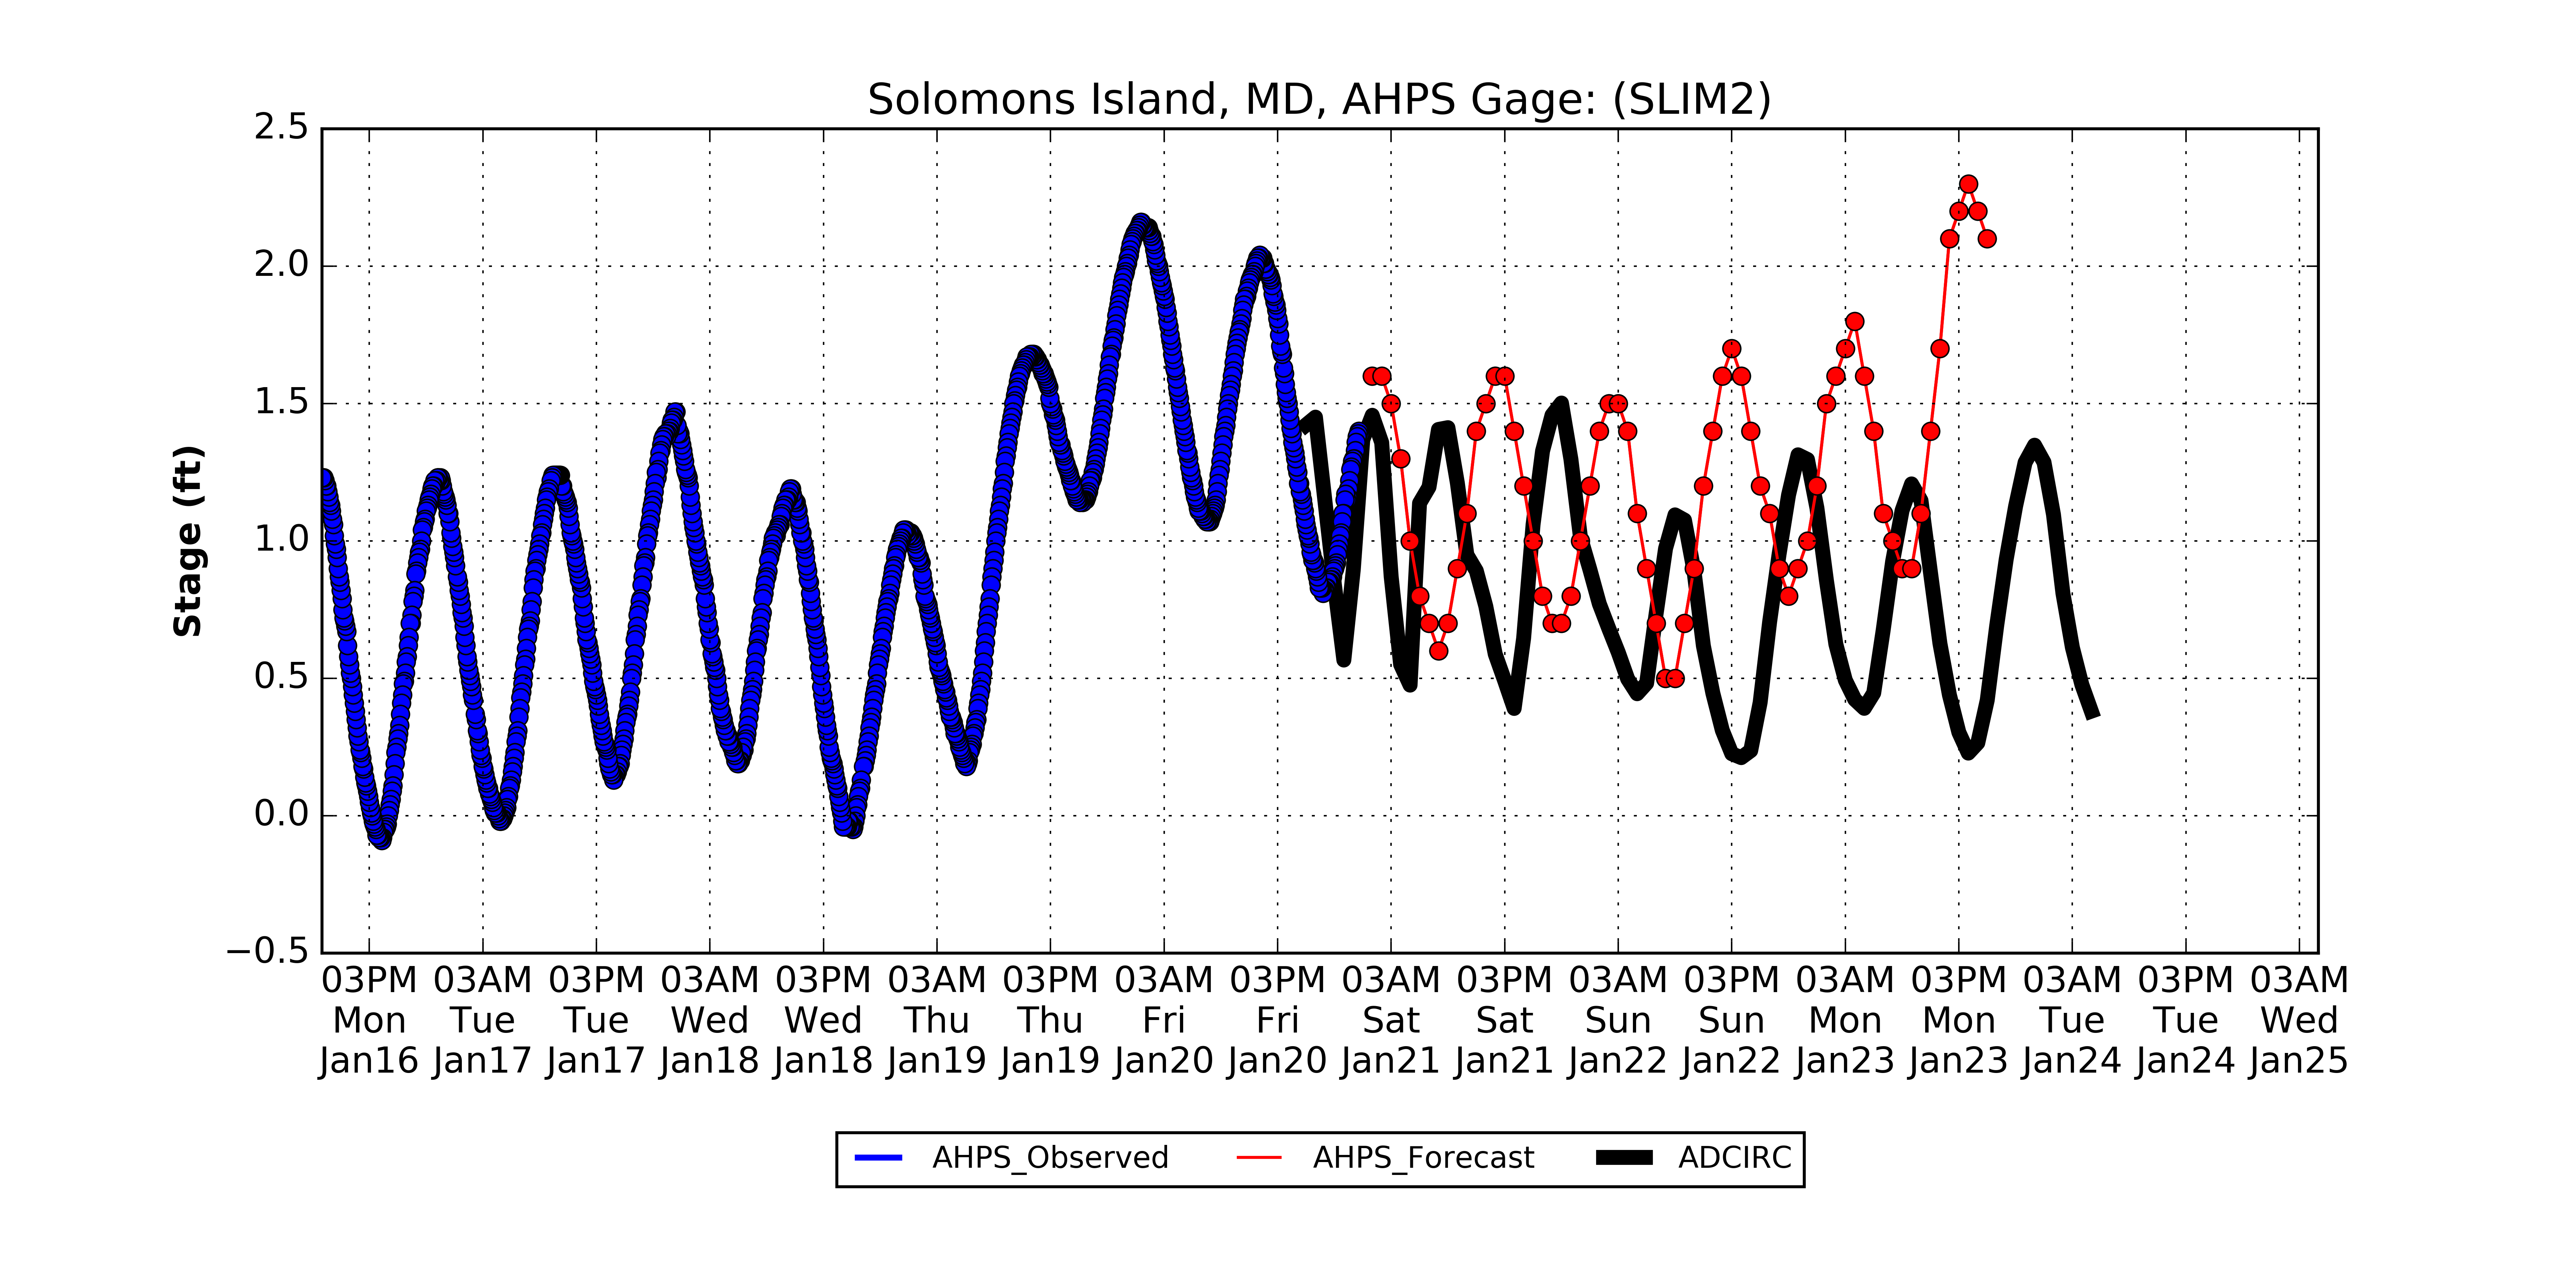 Solomons Island, MD, AHPS Gage: (SLIM2)
2.5
2.0
1.5
1.0
0.5
0.0
−0.5
Stage (ft)
03PM 03AM 03PM 03AM 03PM 03AM 03PM 03AM 03PM 03AM 03PM 03AM 03PM 03AM 03PM 03AM 03PM 03AM
Mon Tue Tue Wed Wed Thu Thu Fri Fri Sat Sat Sun Sun Mon Mon Tue Tue Wed
Jan16 Jan17 Jan17 Jan18 Jan18 Jan19 Jan19 Jan20 Jan20 Jan21 Jan21 Jan22 Jan22 Jan23 Jan23 Jan24 Jan24 Jan25
AHPS_Observed AHPS_Forecast ADCIRC